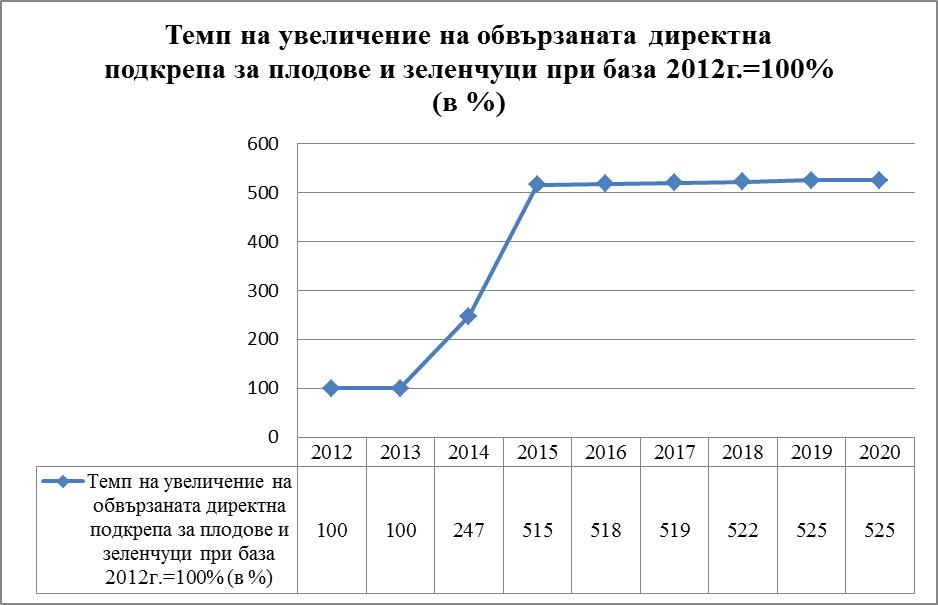 Темп на увеличение на обвързаната директна
подкрепа за плодове и зеленчуци при база 2012г.=100%
(в %)
600
500
400
300
200
100
0
2012 2013 2014 2015 2016 2017 2018 2019 2020
Темп на увеличение на
обвързаната директна
подкрепа за плодове и
зеленчуци при база
2012г.=100% (в %)
100 100 247 515 518 519 522 525 525